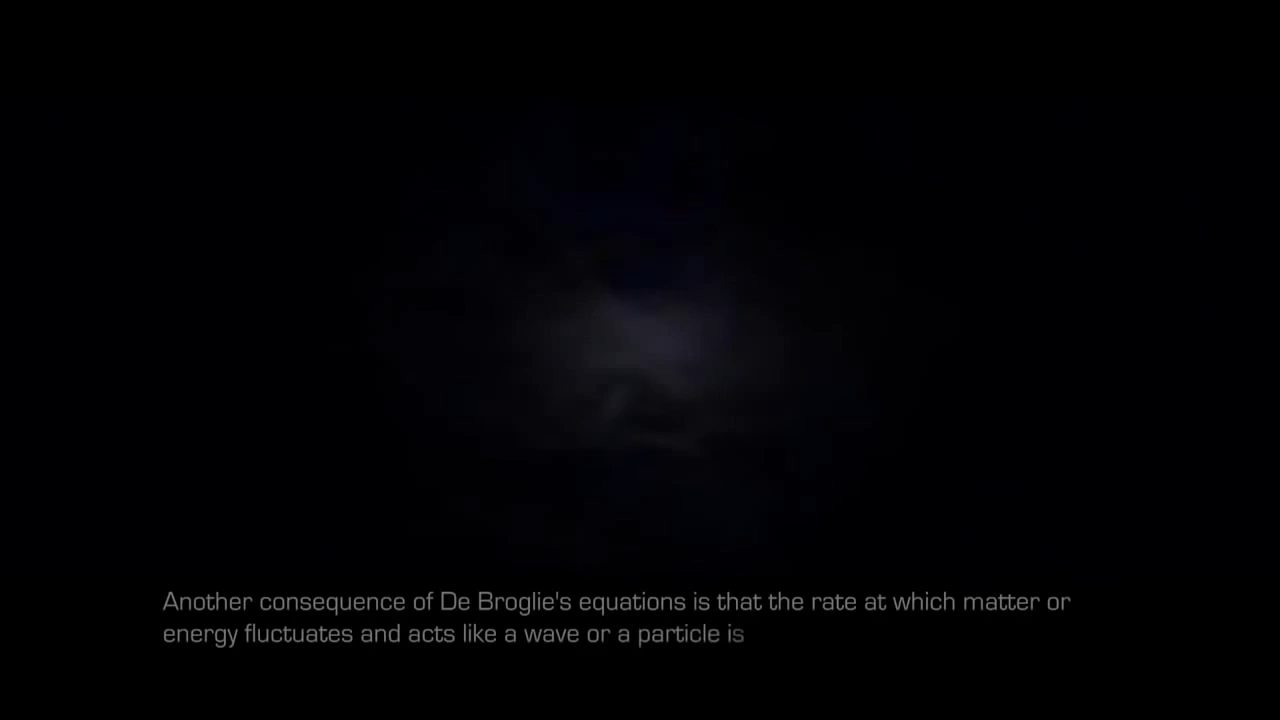 Another consequence of De Broglie's equations is that the rate at which matter or
energy fluctuates and acts like a wave or a particle is